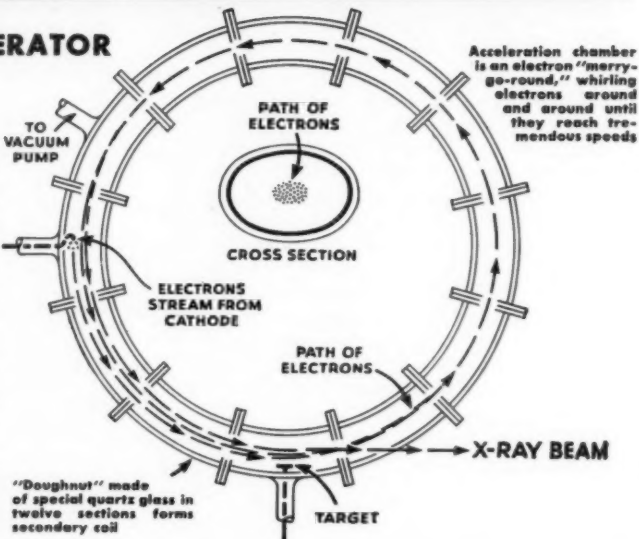 ERATOR
Acceleration chamber
is an electron "merry-
go-round," whirling
electrons around
and around until
they reach tre-
mendous speeds
TO
VACUUM
PUMP
PATH OF
ELECTRONS
CROSS SECTION
ELECTRONS
STREAM FROM
CATHODE
PATH OF
ELECTRONS
X-RAY BEAM
"Doughnut" made
of special quartz glass in
twelve sections forms
secondary coil
TARGET